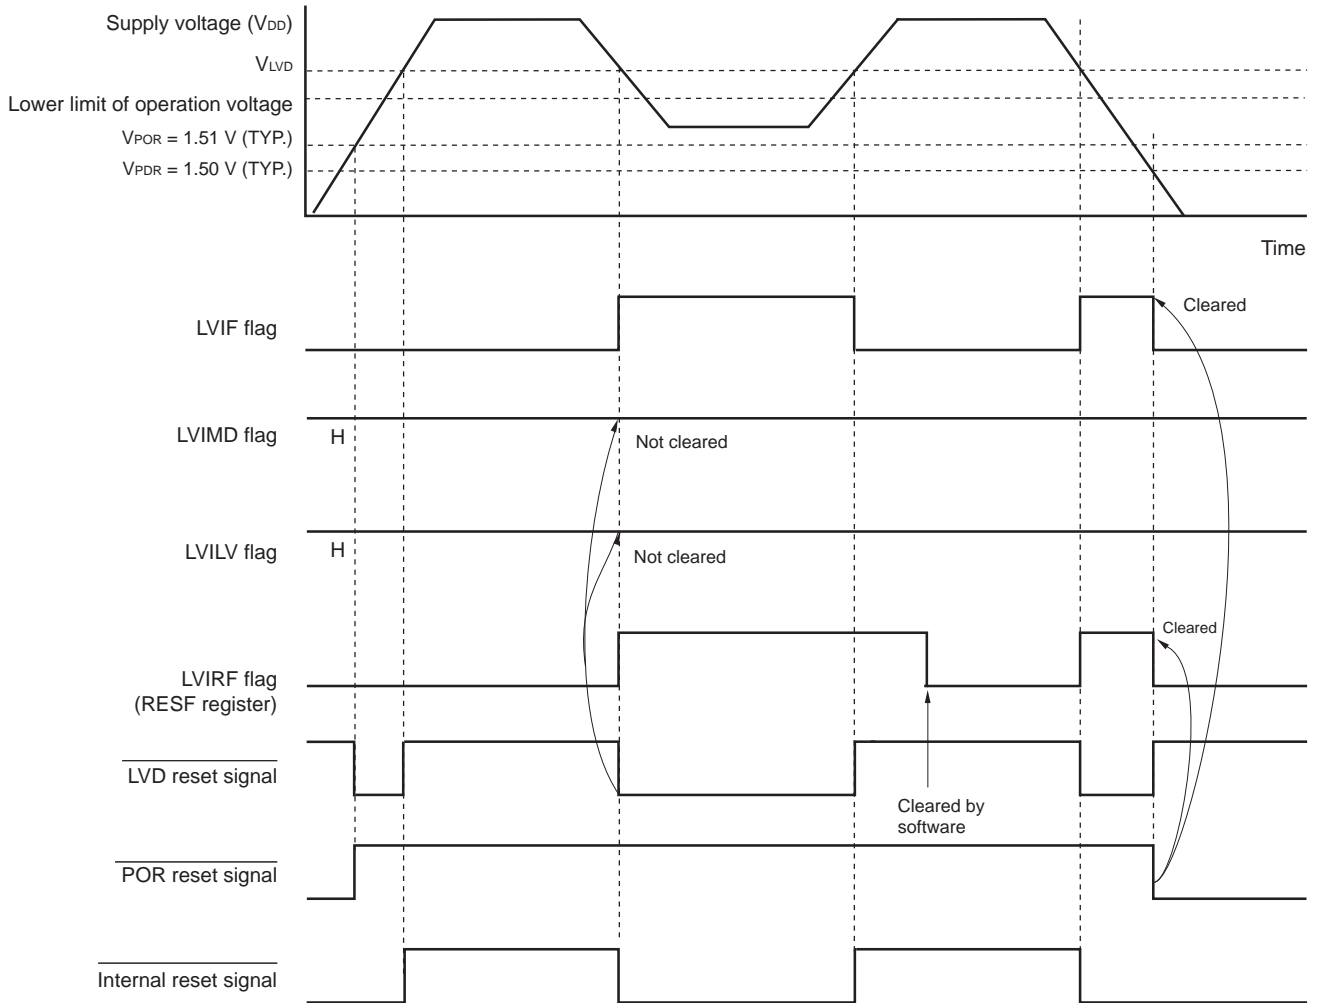 Supply voltage (VDD)
VLVD
Lower limit of operation voltage
VPOR = 1.51 V (TYP.)
VPDR = 1.50 V (TYP.)
Time
LVIF flag
Cleared
LVIMD flag
H
Not cleared
LVILV flag
H
Not cleared
LVIRF flag
(RESF register)
Cleared
LVD reset signal
Cleared by
software
POR reset signal
Internal reset signal